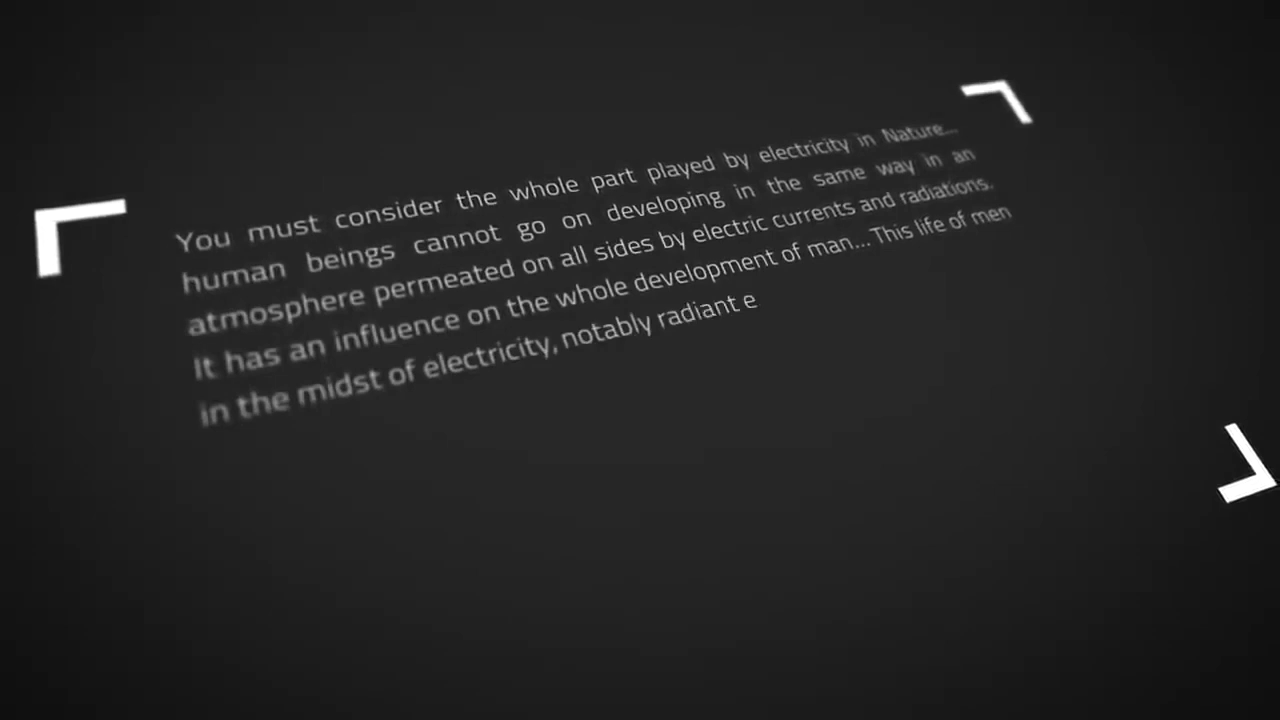 You must consider the whole part played by electricity in Nature...
human beings cannot go on developing in the same way in an
atmosphere permeated on all sides by electric currents and radiations.
It has an influence on the whole development of man... This life of men
in the midst of electricity, notably radiant e